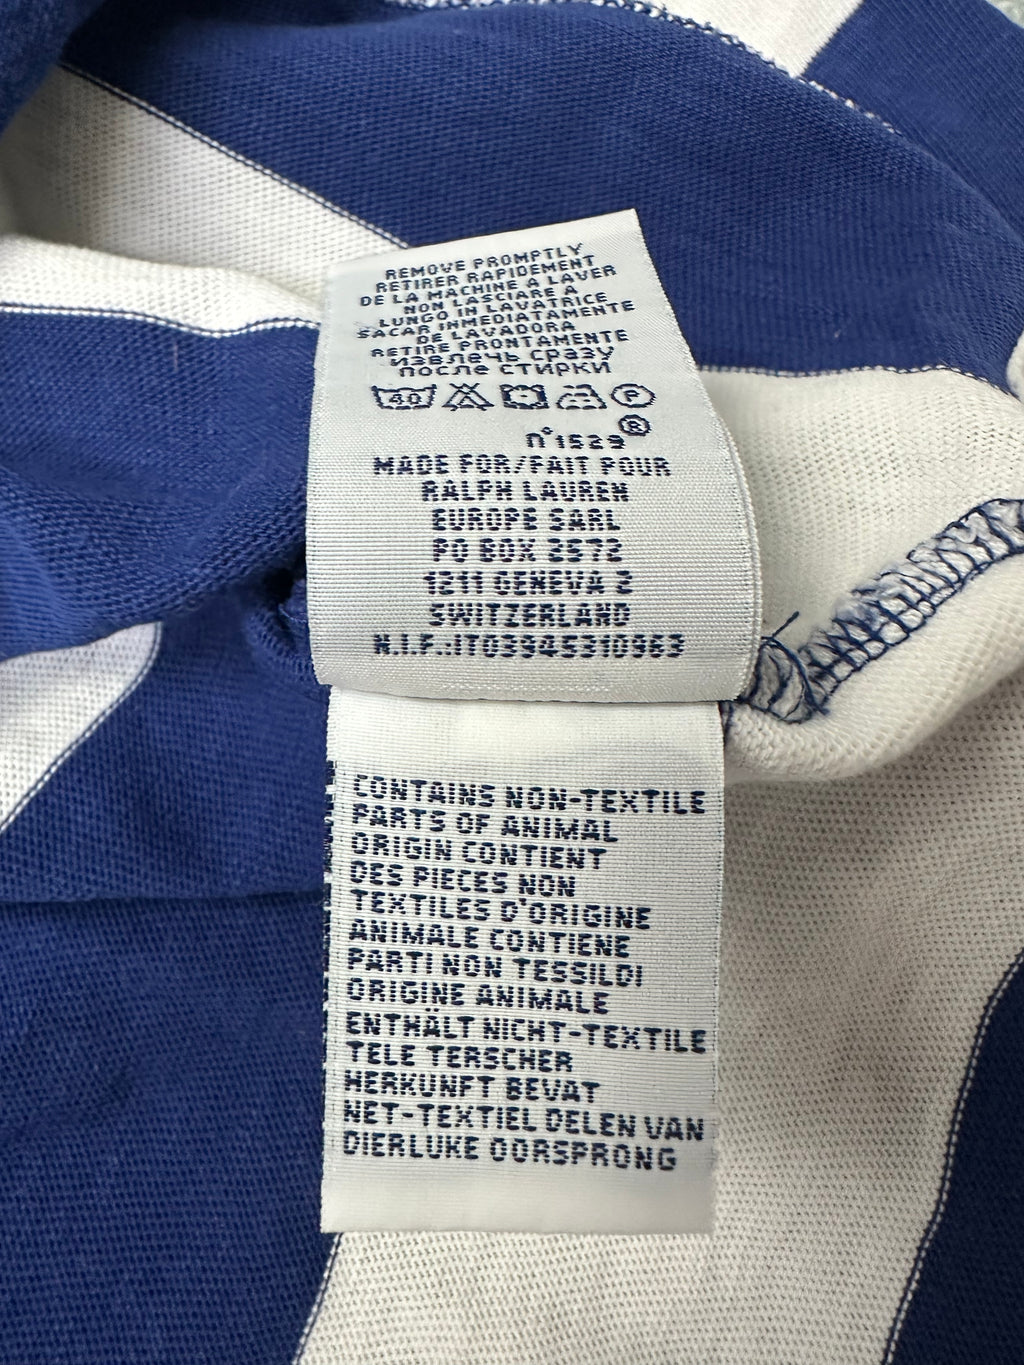 REMOVE PROMPTLY
RETIRER RAPIDEMENT
DE LA MACHINE A LAVER
NON LASCIARE A
LUNGO IN LAVATRICE
SACAR INMEDIATAMENTE
DE LAVADORA
RETIRE PRONTAMENTE
извлечь сразу
после стирки
40 P
n°1529 ®
MADE FOR/FAIT POUR
RALPH LAUREN
EUROPE SARL
PO BOX 2572
1211 GENEVA 2
SWITZERLAND
N.I.F.:IT03945310963
CONTAINS NON-TEXTILE
PARTS OF ANIMAL
ORIGIN CONTIENT
DES PIECES NON
TEXTILES D'ORIGINE
ANIMALE CONTIENE
PARTI NON TESSILDI
ORIGINE ANIMALE
ENTHÄLT NICHT-TEXTILE
TELE TERSCHER
HERKUNFT BEVAT
NET-TEXTIEL DELEN VAN
DIERLUKE OORSPRONG